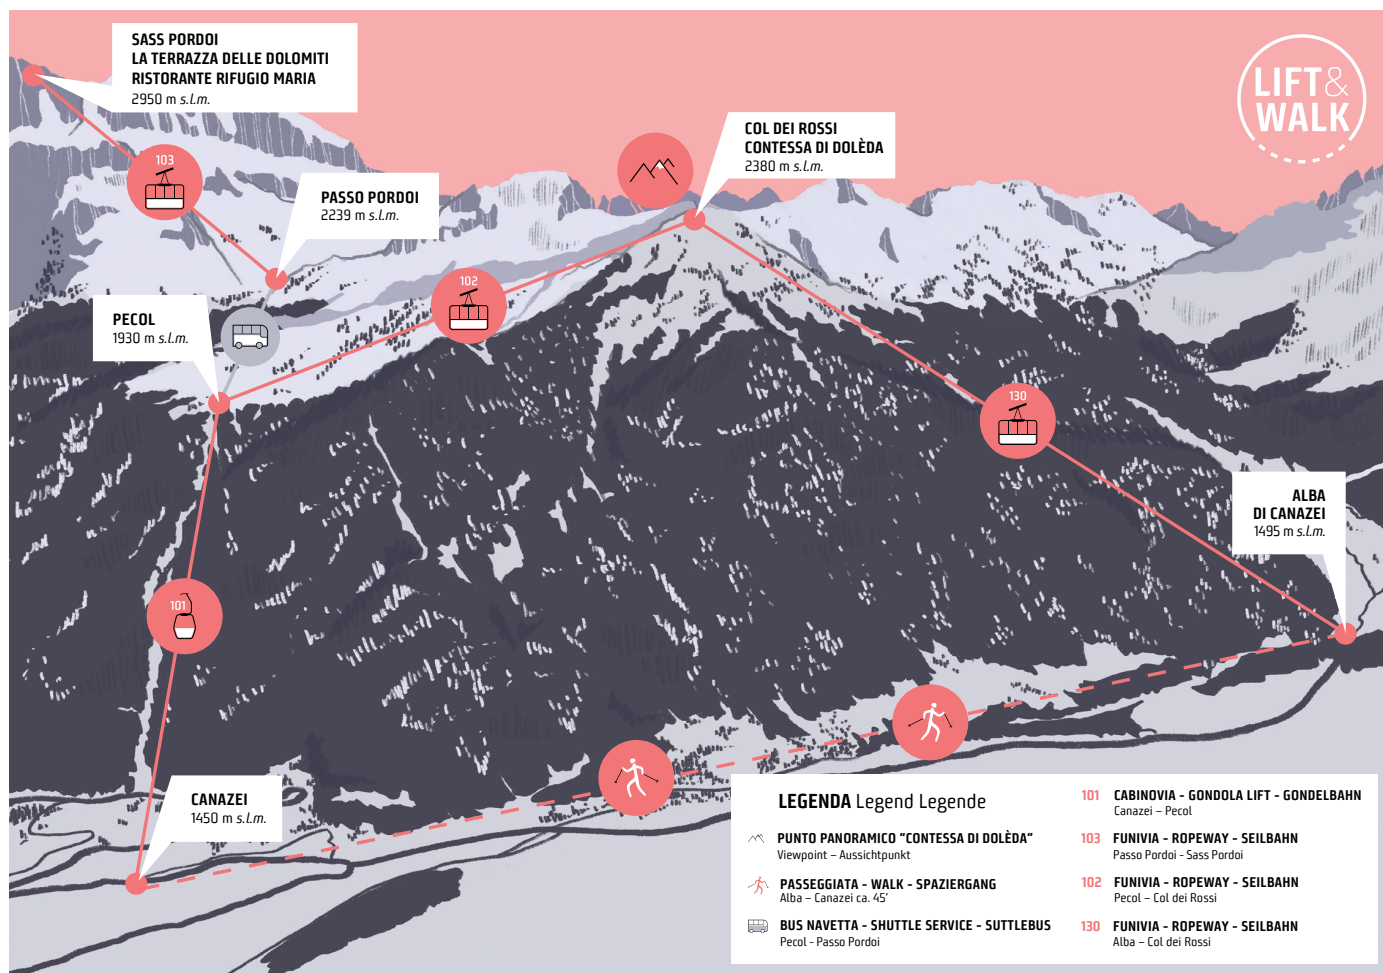 SASS PORDOI
LA TERRAZZA DELLE DOLOMITI
RISTORANTE RIFUGIO MARIA
2950 m s.l.m.
LIFT&
WALK
COL DEI ROSSI
CONTESSA DI DOLÈDA
2380 m s.l.m.
103
PASSO PORDOI
2239 m s.l.m.
102
PECOL
1930 m s.l.m.
130
ALBA
DI CANAZEI
1495 m s.l.m.
101
CANAZEI
1450 m s.l.m.
LEGENDA Legend Legende
PUNTO PANORAMICO “CONTESSA DI DOLÈDA”
Viewpoint – Aussichtpunkt
PASSEGGIATA - WALK - SPAZIERGANG
Alba – Canazei ca. 45’
BUS NAVETTA - SHUTTLE SERVICE - SUTTLEBUS
Pecol - Passo Pordoi
101 CABINOVIA - GONDOLA LIFT - GONDELBAHN
Canazei – Pecol
103 FUNIVIA - ROPEWAY - SEILBAHN
Passo Pordoi - Sass Pordoi
102 FUNIVIA - ROPEWAY - SEILBAHN
Pecol – Col dei Rossi
130 FUNIVIA - ROPEWAY - SEILBAHN
Alba – Col dei Rossi